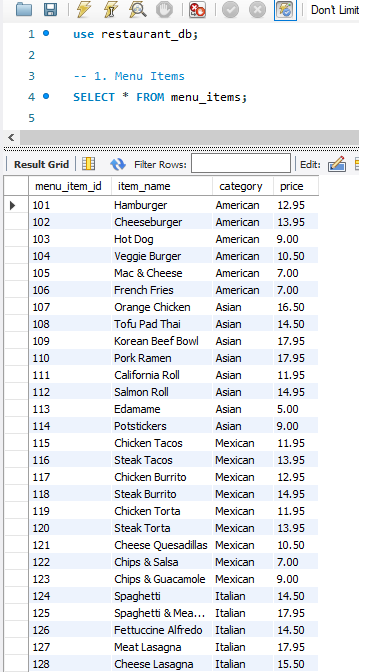 Don't Limit
1 use restaurant_db;
2
3 -- 1. Menu Items
4 SELECT * FROM menu_items;
5
Result Grid Filter Rows: Edit:
menu_item_id item_name category price
101 Hamburger American 12.95
102 Cheeseburger American 13.95
103 Hot Dog American 9.00
104 Veggie Burger American 10.50
105 Mac & Cheese American 7.00
106 French Fries American 7.00
107 Orange Chicken Asian 16.50
108 Tofu Pad Thai Asian 14.50
109 Korean Beef Bowl Asian 17.95
110 Pork Ramen Asian 17.95
111 California Roll Asian 11.95
112 Salmon Roll Asian 14.95
113 Edamame Asian 5.00
114 Potstickers Asian 9.00
115 Chicken Tacos Mexican 11.95
116 Steak Tacos Mexican 13.95
117 Chicken Burrito Mexican 12.95
118 Steak Burrito Mexican 14.95
119 Chicken Torta Mexican 11.95
120 Steak Torta Mexican 13.95
121 Cheese Quesadillas Mexican 10.50
122 Chips & Salsa Mexican 7.00
123 Chips & Guacamole Mexican 9.00
124 Spaghetti Italian 14.50
125 Spaghetti & Mea... Italian 17.95
126 Fettuccine Alfredo Italian 14.50
127 Meat Lasagna Italian 17.95
128 Cheese Lasagna Italian 15.50